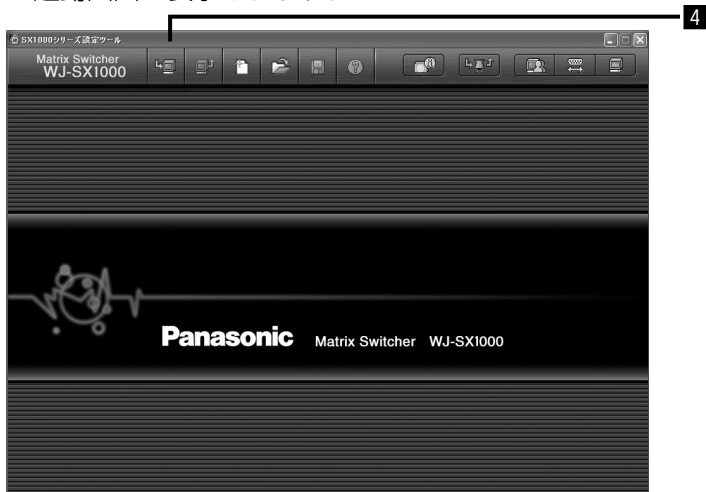 4
SX1000シリーズ設定ツール
Matrix Switcher
WJ-SX1000
Panasonic Matrix Switcher WJ-SX1000